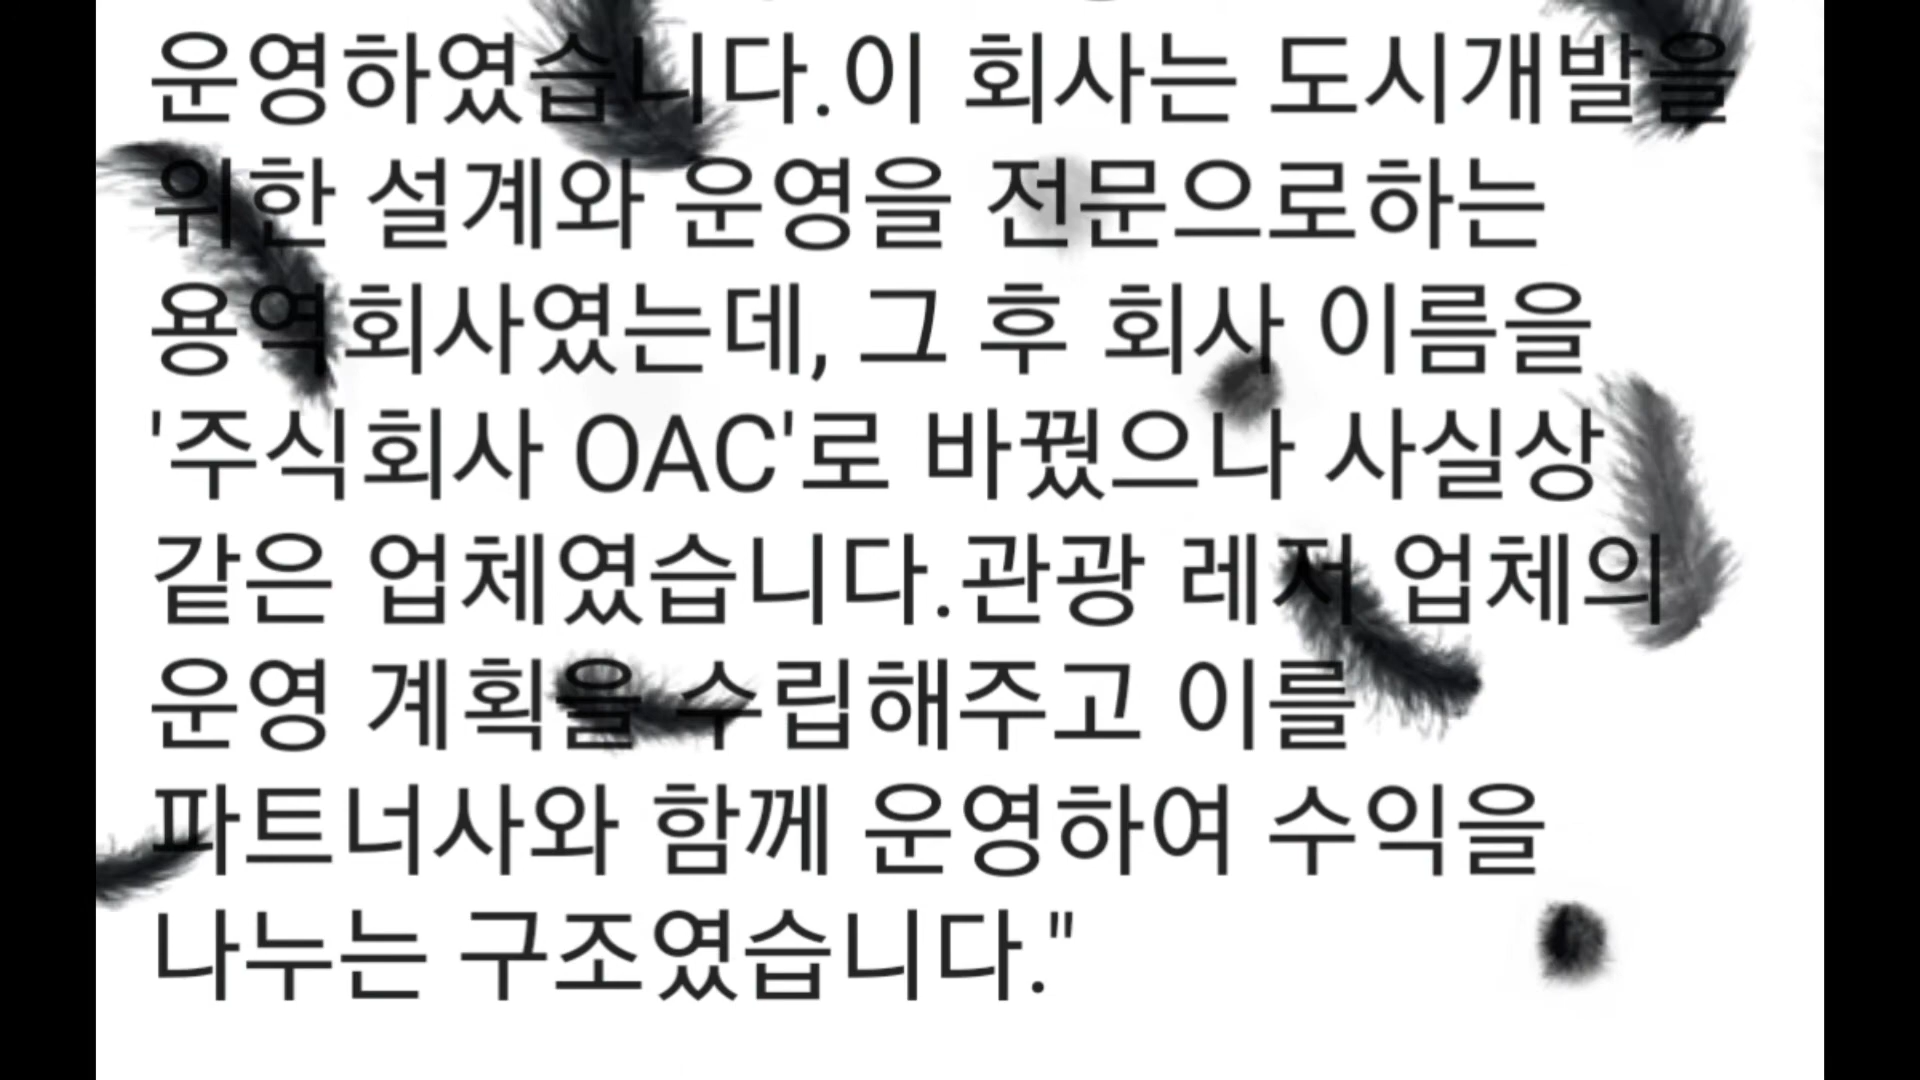 운영하였습니다.이 회사는 도시개발을
위한 설계와 운영을 전문으로하는
용역회사였는데, 그 후 회사 이름을
'주식회사 OAC'로 바꿨으나 사실상
같은 업체였습니다.관광 레저 업체의
운영 계획을 수립해주고 이를
파트너사와 함께 운영하여 수익을
나누는 구조였습니다."